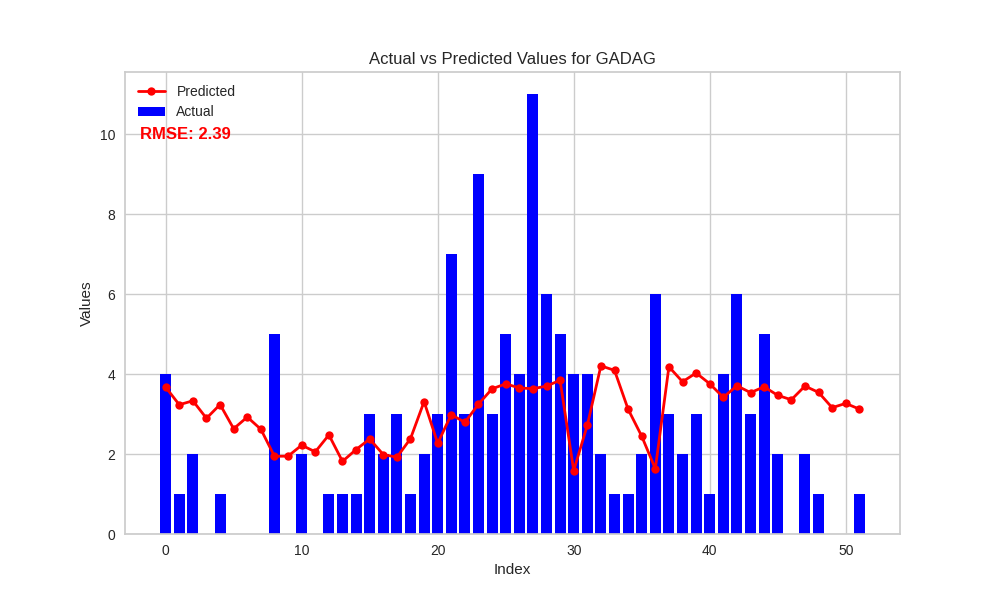 Actual vs Predicted Values for GADAG
Predicted
Actual
RMSE: 2.39
10
8
6
4
2
0
Values
0 10 20 30 40 50
Index